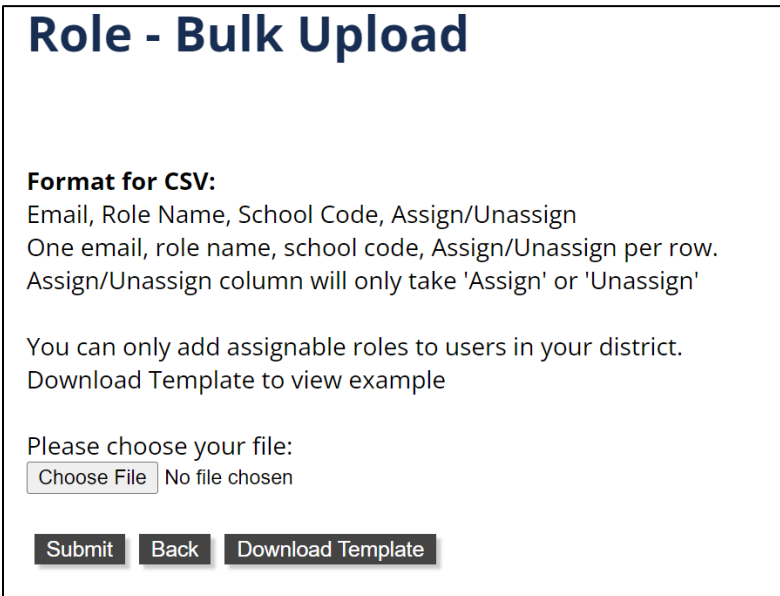 Role - Bulk Upload
Format for CSV:
Email, Role Name, School Code, Assign/Unassign
One email, role name, school code, Assign/Unassign per row.
Assign/Unassign column will only take 'Assign' or 'Unassign'
You can only add assignable roles to users in your district.
Download Template to view example
Please choose your file:
Choose File No file chosen
Submit Back Download Template